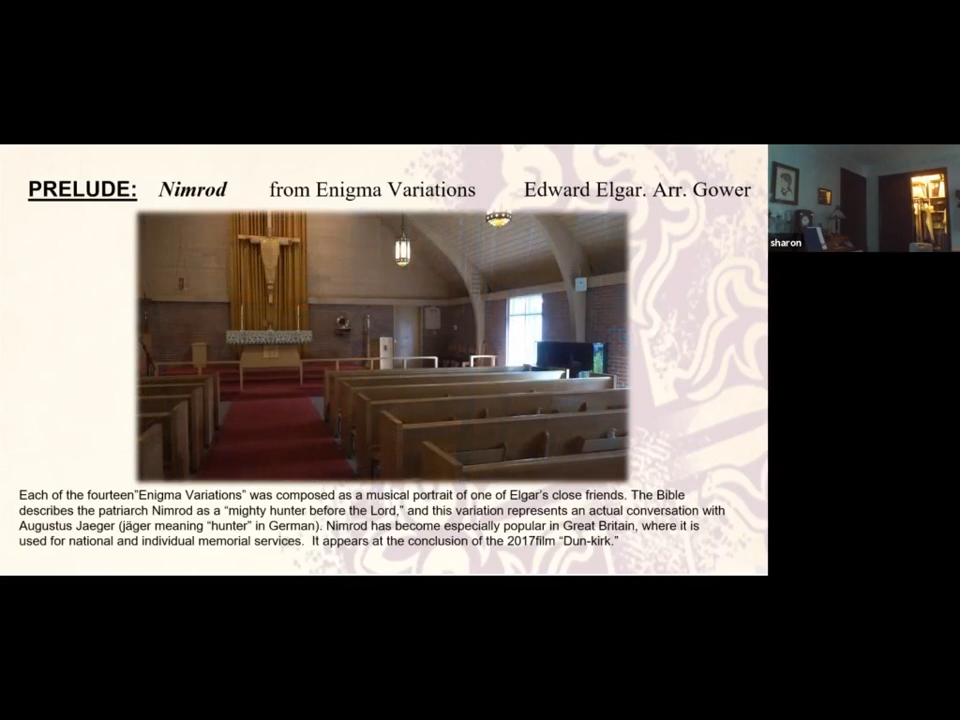 PRELUDE: Nimrod from Enigma Variations Edward Elgar. Arr. Gower
sharon
Each of the fourteen”Enigma Variations” was composed as a musical portrait of one of Elgar’s close friends. The Bible
describes the patriarch Nimrod as a “mighty hunter before the Lord,” and this variation represents an actual conversation with
Augustus Jaeger (jäger meaning “hunter” in German). Nimrod has become especially popular in Great Britain, where it is
used for national and individual memorial services. It appears at the conclusion of the 2017film “Dun-kirk.”